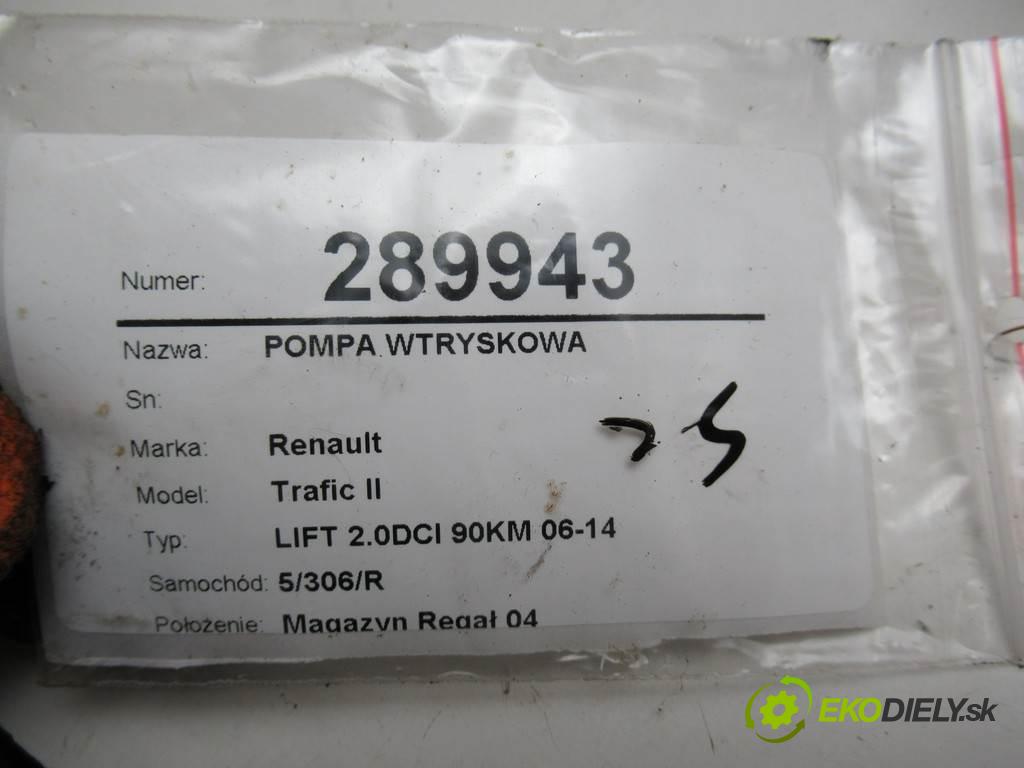 Numer: 289943
Nazwa: POMPA WTRYSKOWA
Sn:
Marka: Renault
Model: Trafic II
Typ: LIFT 2.0DCI 90KM 06-14
Samochód: 5/306/R
Położenie: Magazyn Regał 04
EKODIELY.sk